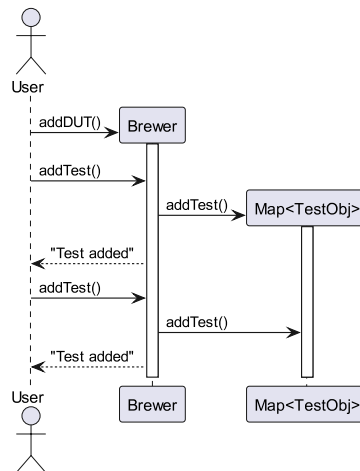 User
addDUT()
Brewer
addTest()
addTest()
Map<TestObj>
"Test added"
addTest()
addTest()
"Test added"
User
Brewer
Map<TestObj>